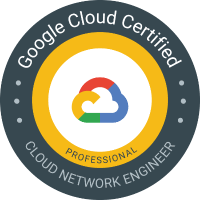 Google Cloud Certified
PROFESSIONAL
CLOUD NETWORK ENGINEER